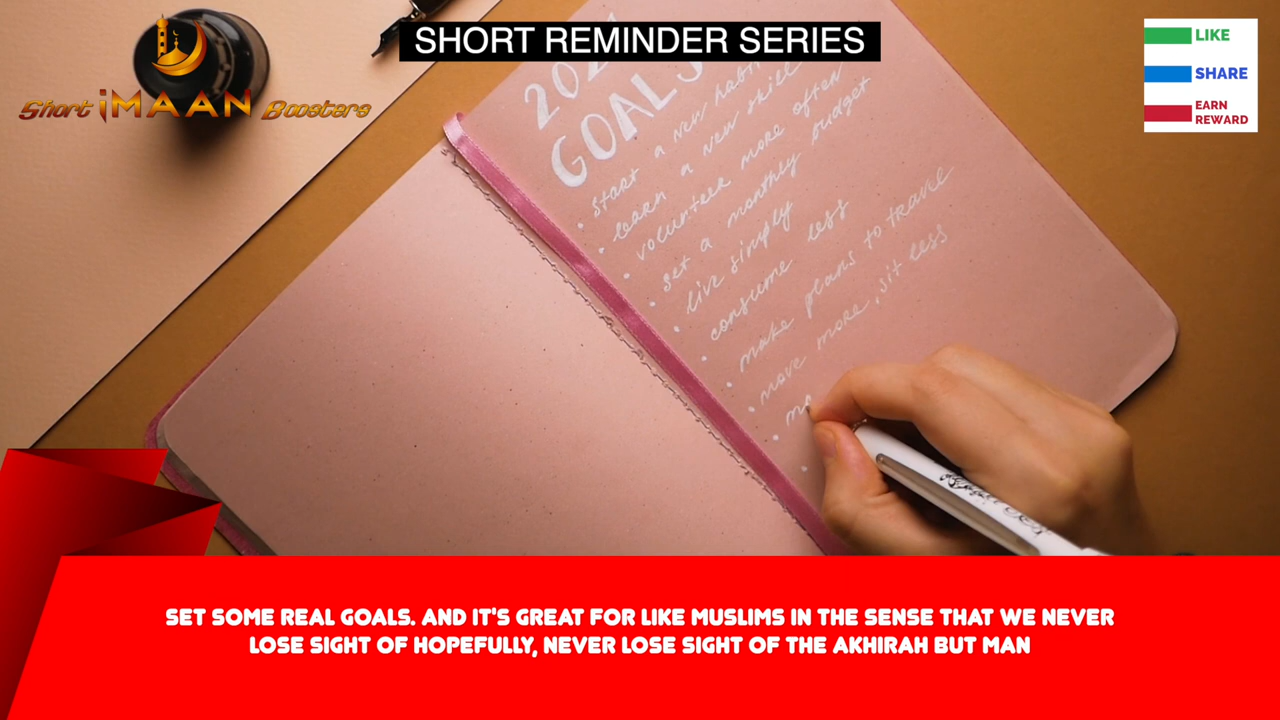 SHORT REMINDER SERIES
Short iMAAN Boosters
LIKE
SHARE
EARN
REWARD
GOALS
start a new habit
learn a new skill
volunteer more often
set a monthly budget
live simply
consume less
make plans to travel
move more, sit less
SET SOME REAL GOALS. AND IT'S GREAT FOR LIKE MUSLIMS IN THE SENSE THAT WE NEVER
LOSE SIGHT OF HOPEFULLY, NEVER LOSE SIGHT OF THE AKHIRAH BUT MAN